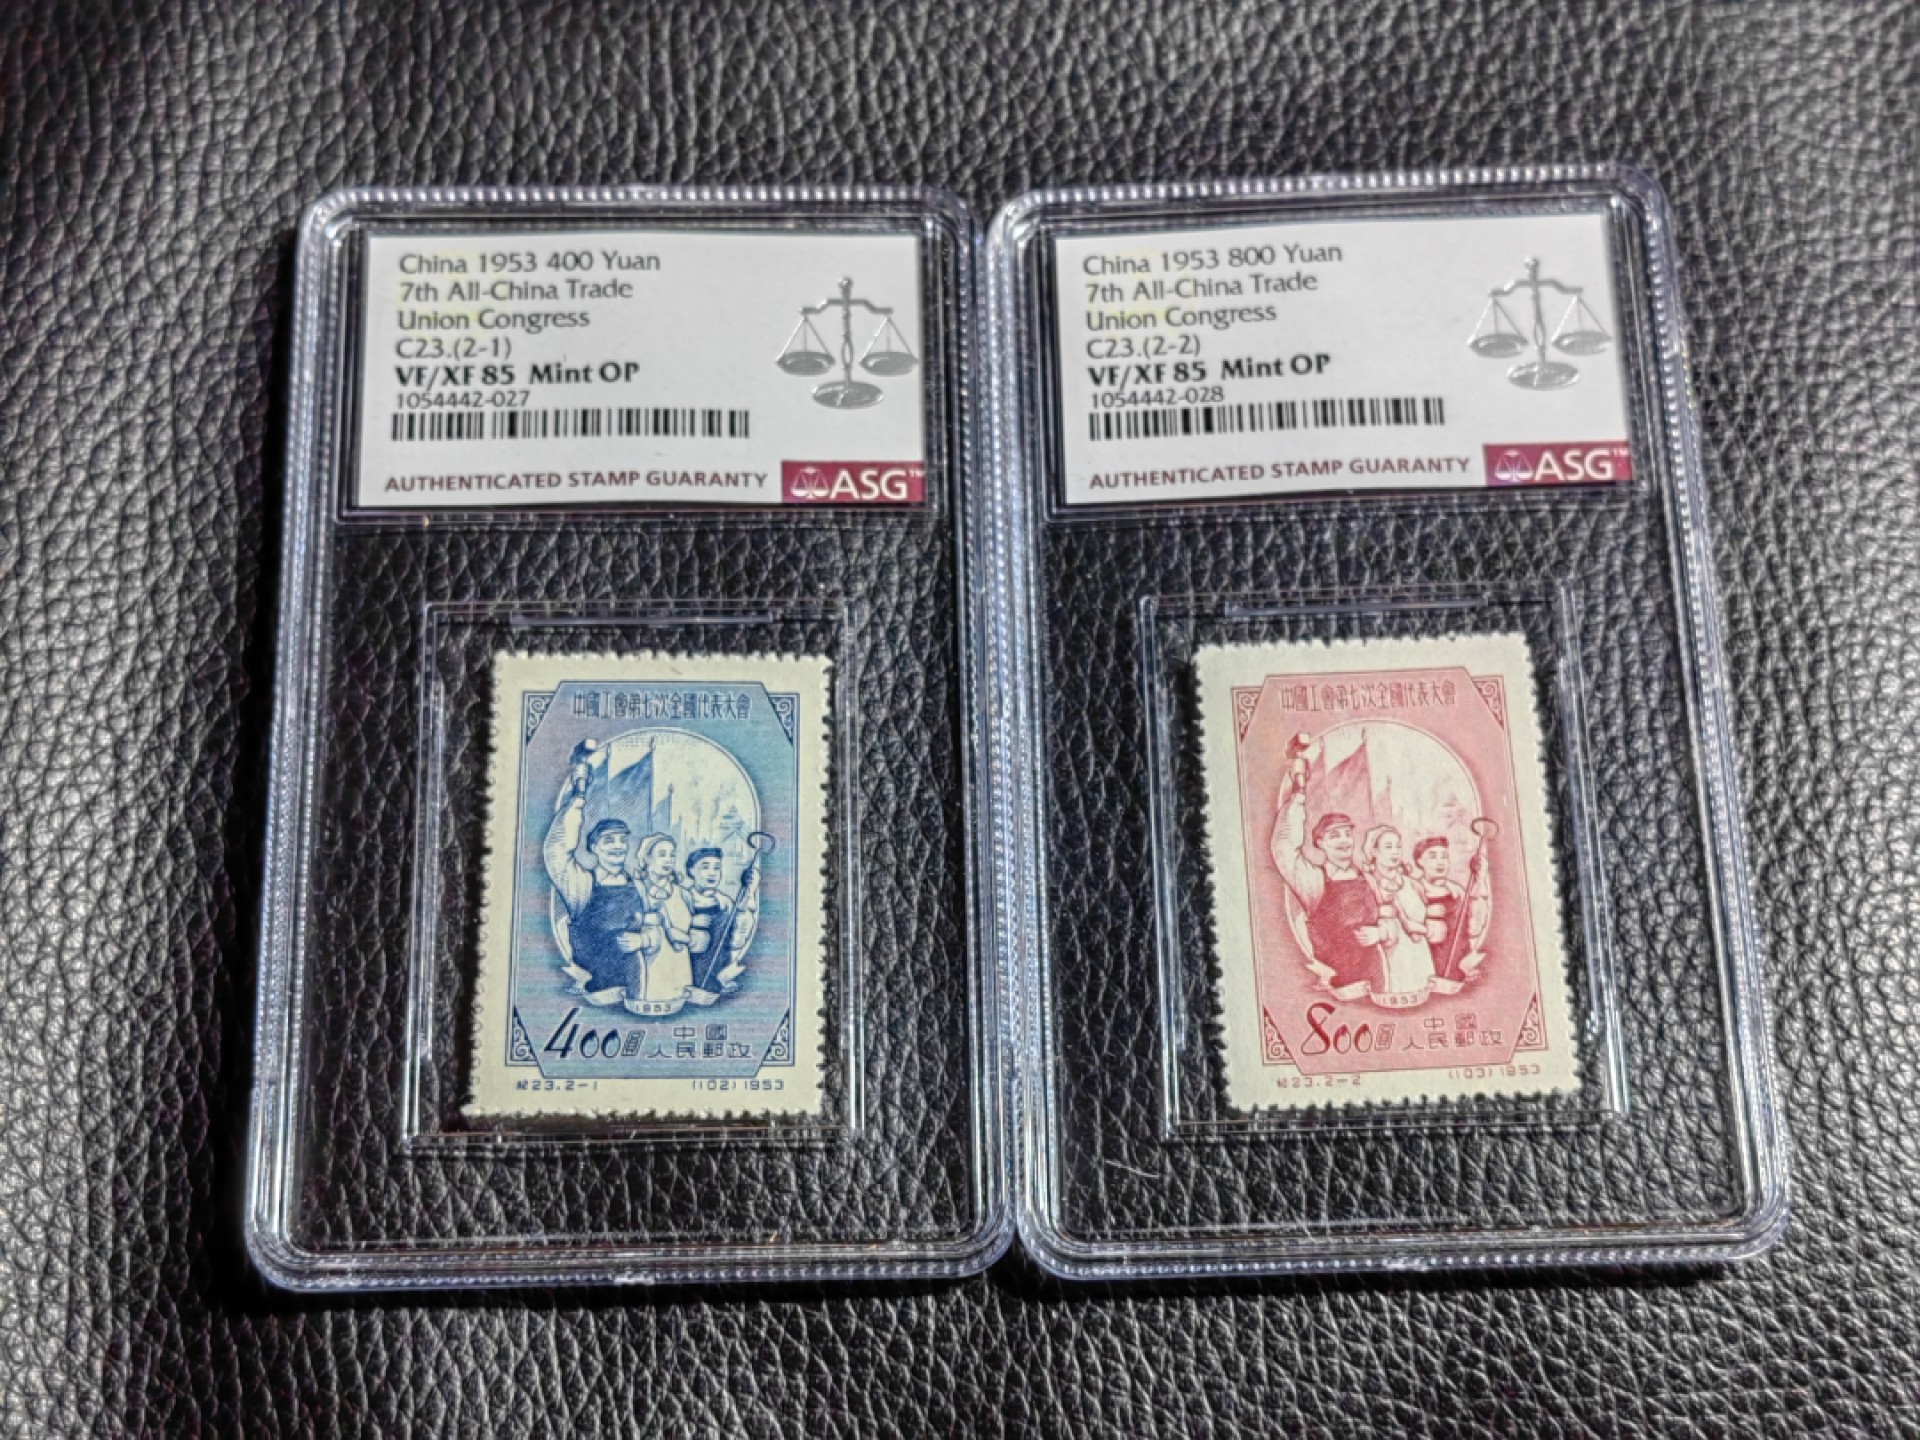 China 1953 400 Yuan
7th All-China Trade
Union Congress
C23.(2-1)
VF/XF 85 Mint OP
1054442-027
AUTHENTICATED STAMP GUARANTY
ASG™
中國工會第七次全國代表大會
1953
400圓
中國
人民郵政
紀23.2-1
(102)1953
China 1953 800 Yuan
7th All-China Trade
Union Congress
C23.(2-2)
VF/XF 85 Mint OP
1054442-028
AUTHENTICATED STAMP GUARANTY
ASG™
中國工會第七次全國代表大會
1953
800圓
中國
人民郵政
紀23.2-2
(103)1953